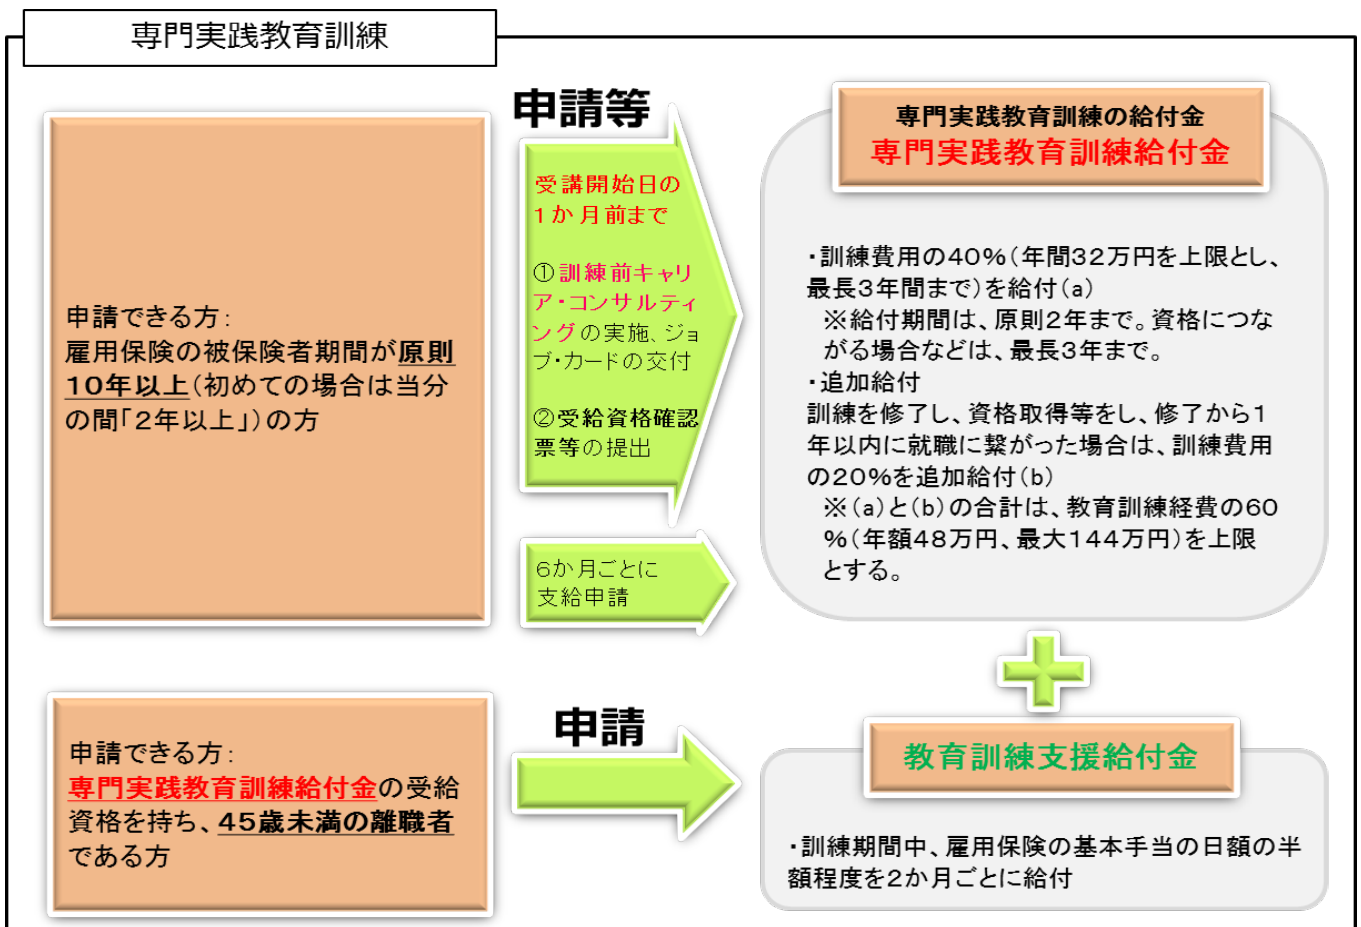 専門実践教育訓練
申請できる方:
雇用保険の被保険者期間が原則
10年以上(初めての場合は当分
の間「2年以上」)の方
申請等
受講開始日の
1か月前まで
①訓練前キャリ
ア・コンサルティ
ングの実施、ジョ
ブ・カードの交付
②受給資格確認
票等の提出
6か月ごとに
支給申請
専門実践教育訓練の給付金
専門実践教育訓練給付金
・訓練費用の40%(年間32万円を上限とし、
最長3年間まで)を給付(a)
※給付期間は、原則2年まで。資格につな
がる場合などは、最長3年まで。
・追加給付
訓練を修了し、資格取得等をし、修了から1
年以内に就職に繋がった場合は、訓練費用
の20%を追加給付(b)
※(a)と(b)の合計は、教育訓練経費の60
%(年額48万円、最大144万円)を上限
とする。
申請できる方:
専門実践教育訓練給付金の受給
資格を持ち、45歳未満の離職者
である方
申請
教育訓練支援給付金
・訓練期間中、雇用保険の基本手当の日額の半
額程度を2か月ごとに給付